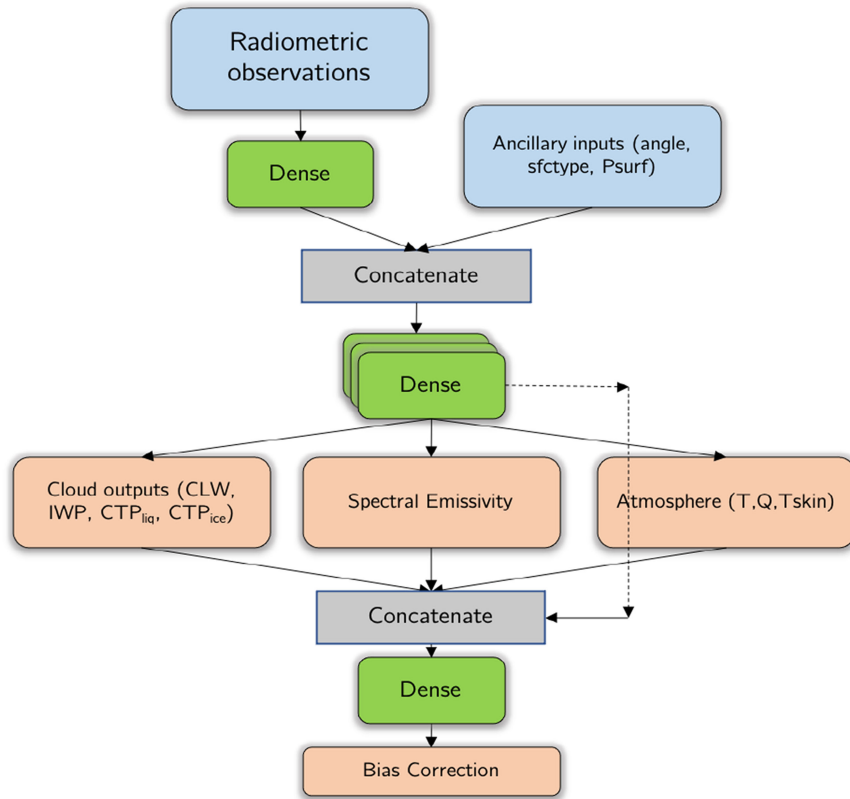 Radiometric
observations
Dense
Ancillary inputs (angle,
sfctype, Psurf)
Concatenate
Dense
Cloud outputs (CLW,
IWP, CTPliq, CTPice)
Spectral Emissivity
Atmosphere (T,Q,Tskin)
Concatenate
Dense
Bias Correction